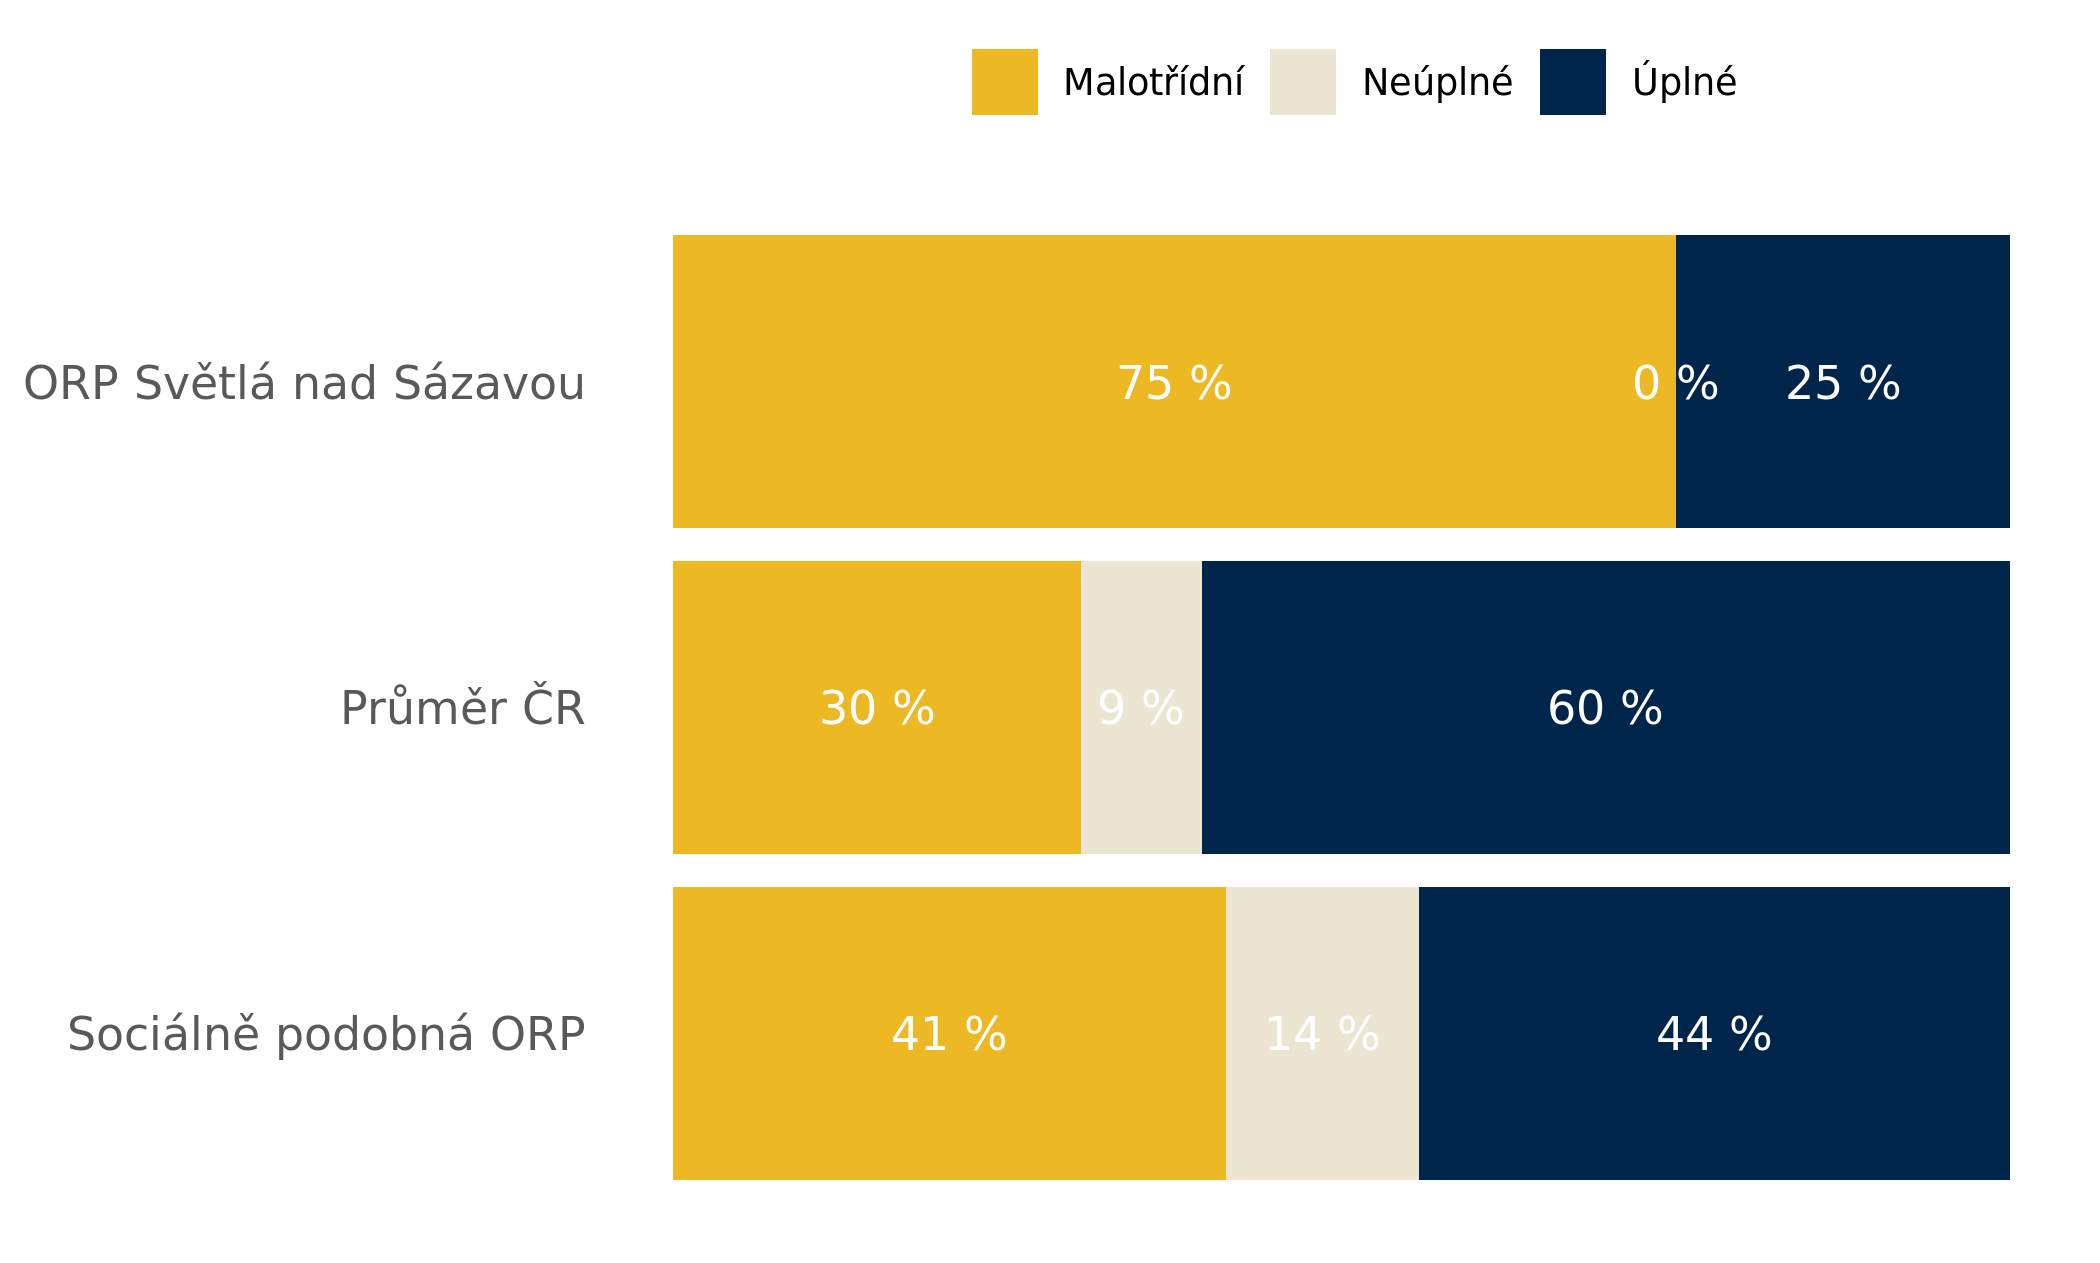 Malotřídní Neúplné Úplné
ORP Světlá nad Sázavou 75 % 0 % 25 %
Průměr ČR 30 % 9 % 60 %
Sociálně podobná ORP 41 % 14 % 44 %